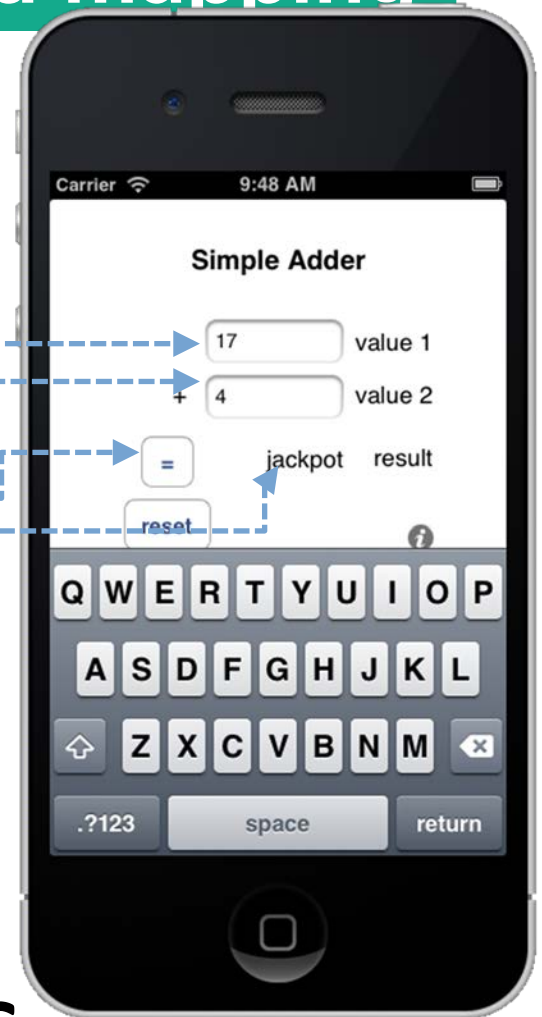 Carrier 9:48 AM
Simple Adder
17 value 1
+ 4 value 2
= jackpot result
reset i
Q W E R T Y U I O P
A S D F G H J K L
Z X C V B N M
.?123 space return